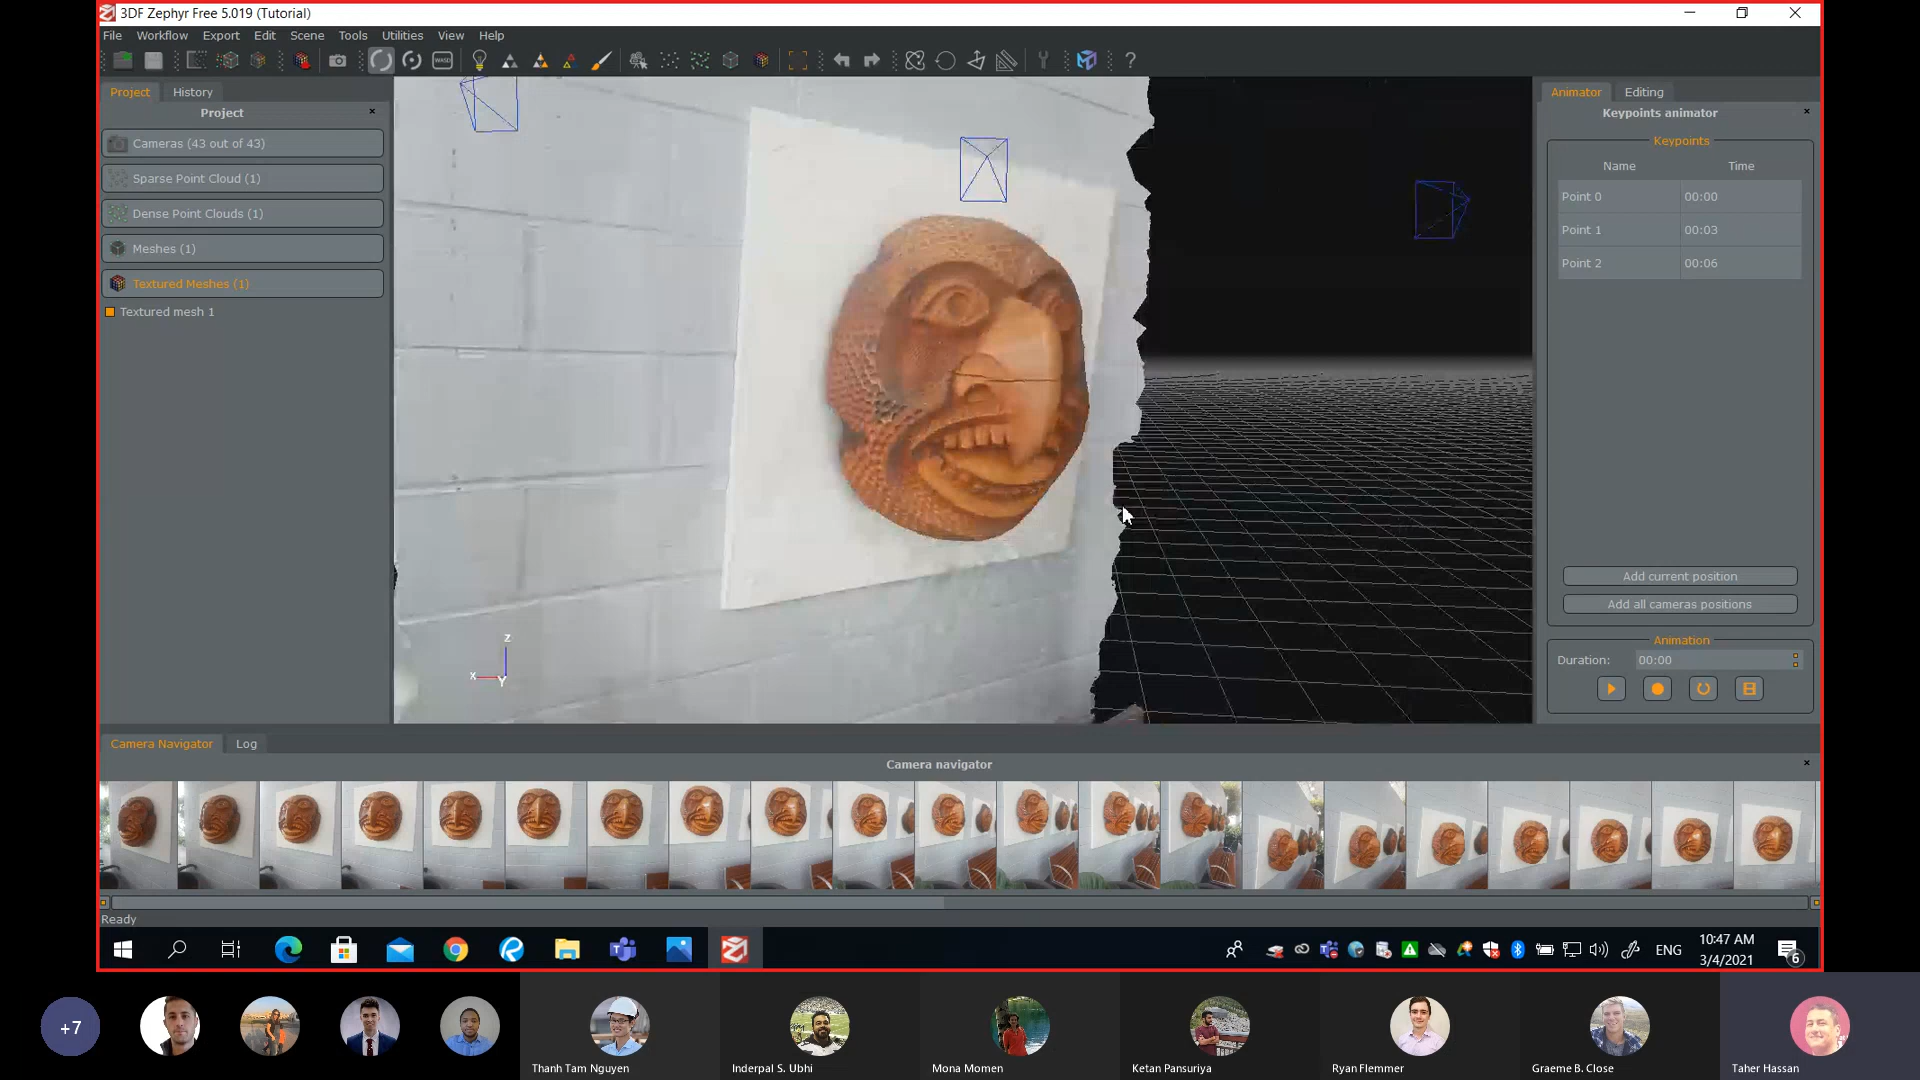 3DF Zephyr Free 5.019 (Tutorial)
File Workflow Export Edit Scene Tools Utilities View Help
WASD
?
Project History
Project
Cameras (43 out of 43)
Sparse Point Cloud (1)
Dense Point Clouds (1)
Meshes (1)
Textured Meshes (1)
Textured mesh 1
Z
X
Y
Animator Editing
Keypoints animator
Keypoints
Name Time
Point 0 00:00
Point 1 00:03
Point 2 00:06
Add current position
Add all cameras positions
Animation
Duration: 00:00
Camera Navigator Log
Camera navigator
Ready
ENG
10:47 AM
3/4/2021
6
+7
Thanh Tam Nguyen
Inderpal S. Ubhi
Mona Momen
Ketan Pansuriya
Ryan Flemmer
Graeme B. Close
Taher Hassan